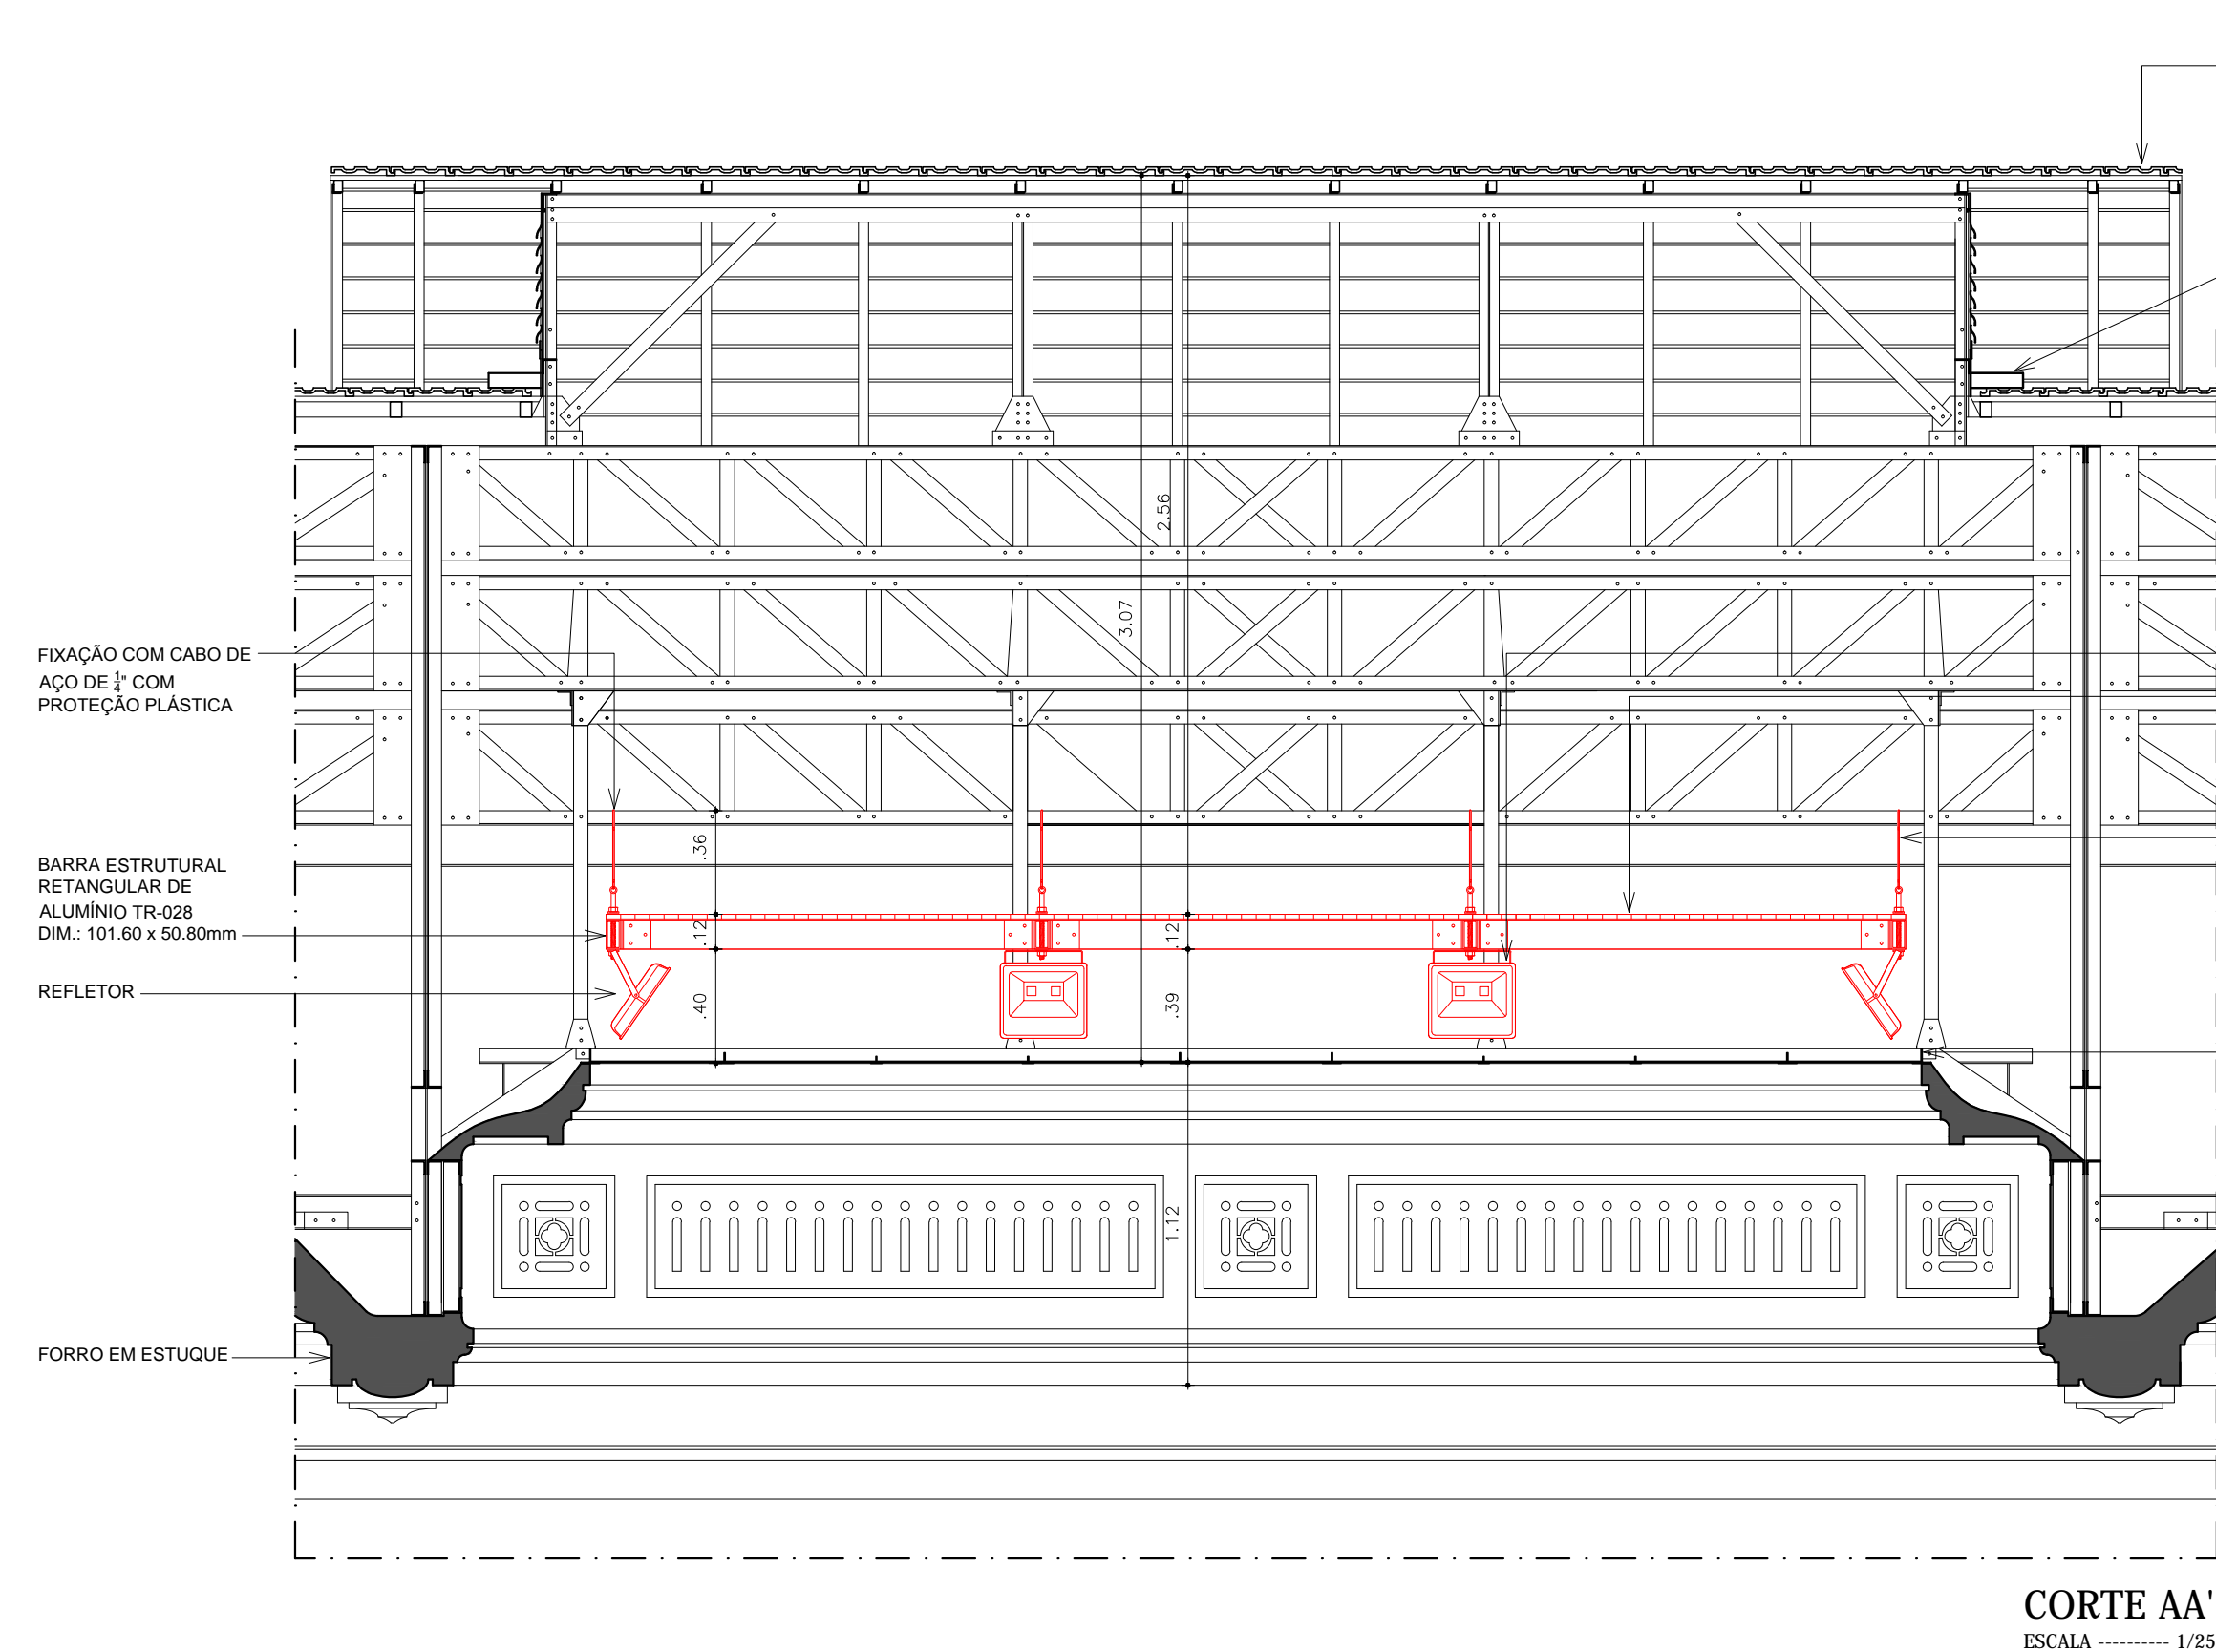 2.56
3.07
FIXAÇÃO COM CABO DE
AÇO DE 1/4" COM
PROTEÇÃO PLÁSTICA
.36
BARRA ESTRUTURAL
RETANGULAR DE
ALUMÍNIO TR-028
DIM.: 101.60 x 50.80mm
.12
.12
REFLETOR
.40
.39
1.12
FORRO EM ESTUQUE
CORTE AA'
ESCALA ---------- 1/25